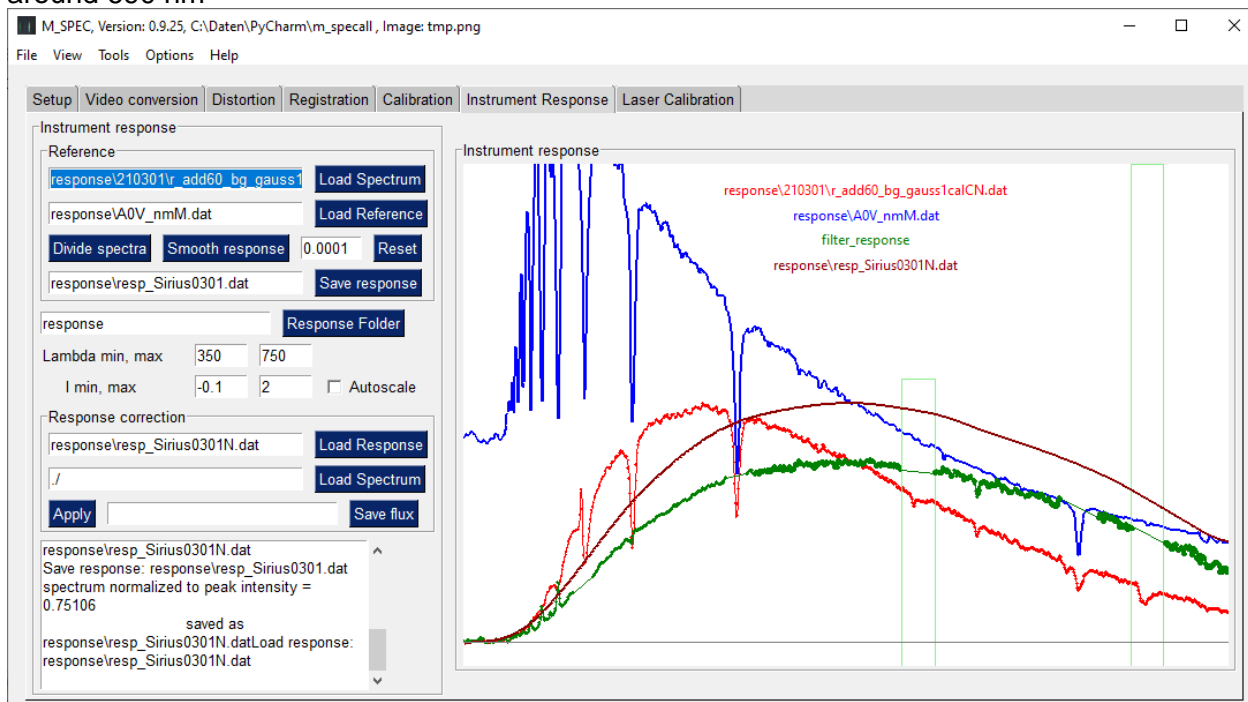 M_SPEC, Version: 0.9.25, C:\Daten\PyCharm\m_specall , Image: tmp.png
File View Tools Options Help
Setup Video conversion Distortion Registration Calibration Instrument Response Laser Calibration
Instrument response
Reference
response\210301\r_add60_bg_gauss1 Load Spectrum
response\A0V_nmM.dat Load Reference
Divide spectra Smooth response 0.0001 Reset
response\resp_Sirius0301.dat Save response
response Response Folder
Lambda min, max 350 750
I min, max -0.1 2 Autoscale
Response correction
response\resp_Sirius0301N.dat Load Response
./ Load Spectrum
Apply Save flux
response\resp_Sirius0301N.dat
Save response: response\resp_Sirius0301.dat
spectrum normalized to peak intensity =
0.75106
saved as
response\resp_Sirius0301N.datLoad response:
response\resp_Sirius0301N.dat
Instrument response
response\210301\r_add60_bg_gauss1calCN.dat
response\A0V_nmM.dat
filter_response
response\resp_Sirius0301N.dat